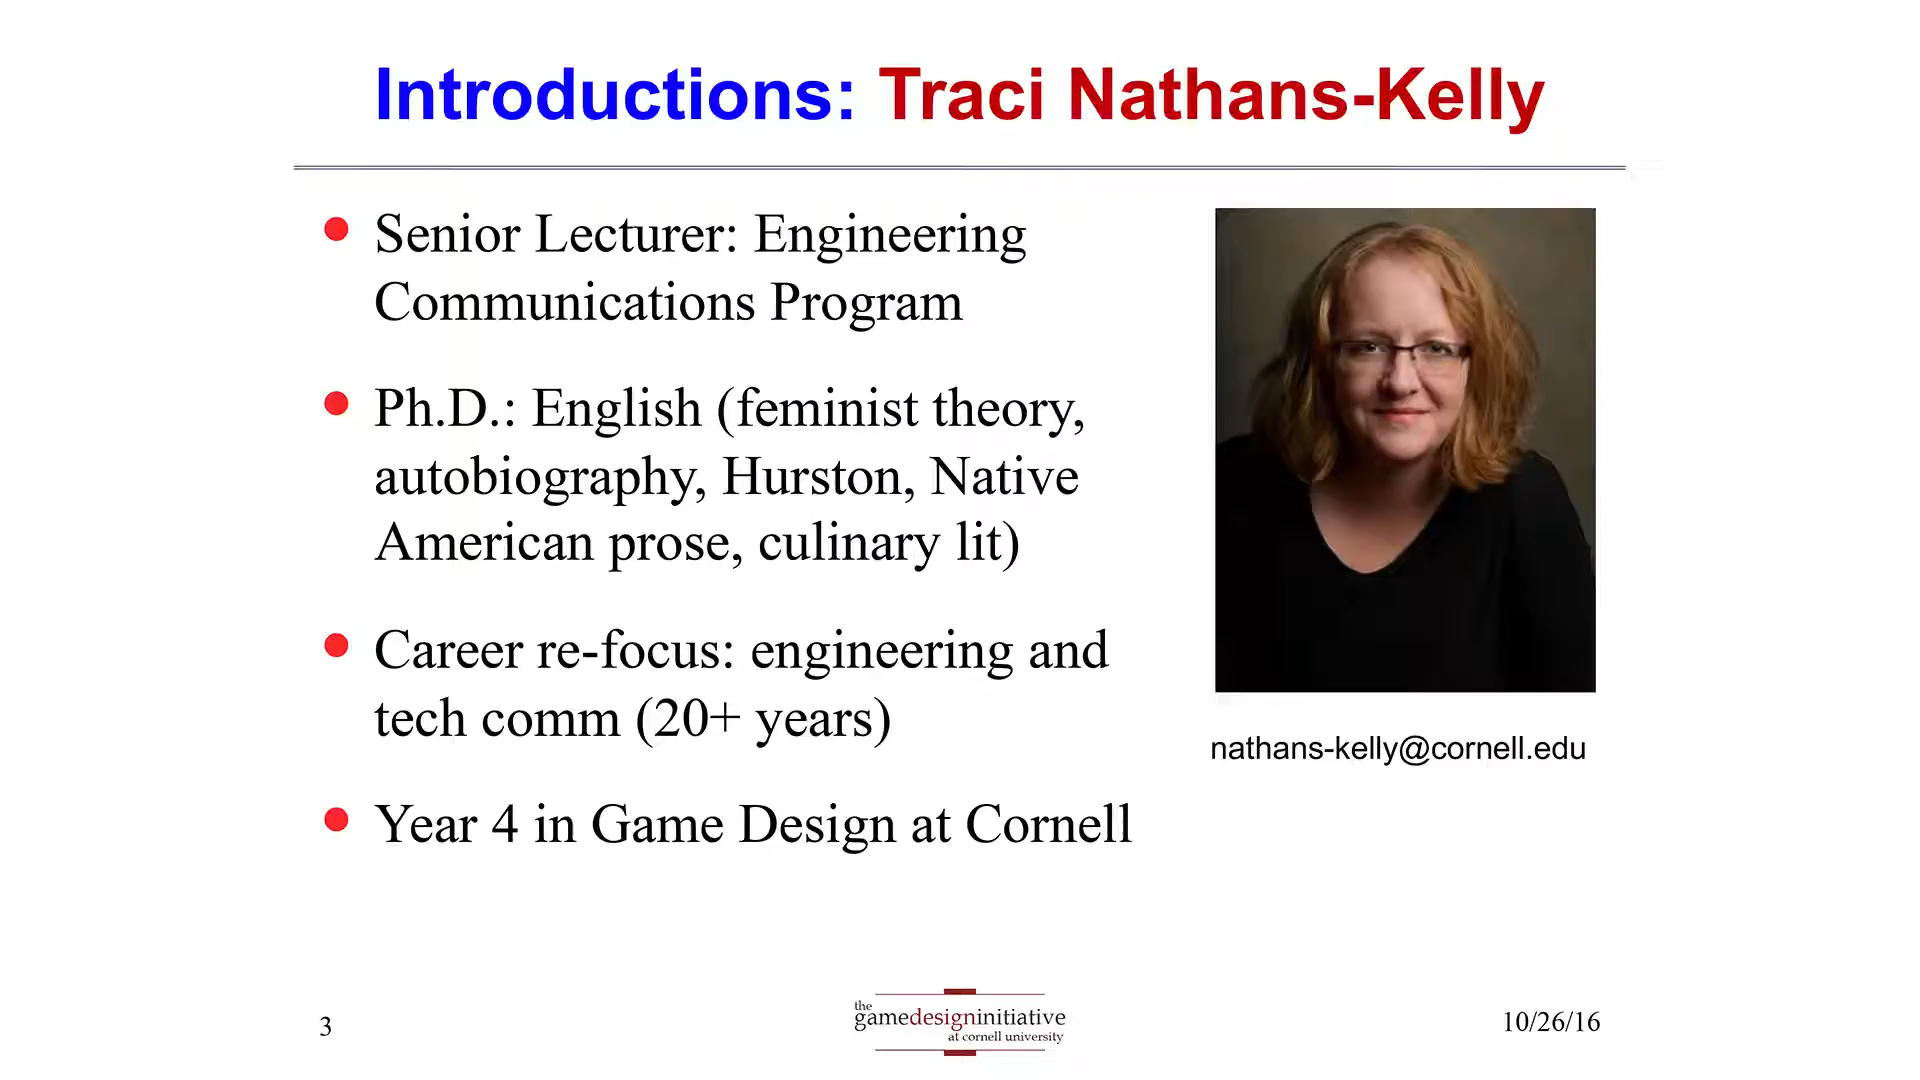 Introductions: Traci Nathans-Kelly
Senior Lecturer: Engineering
Communications Program
Ph.D.: English (feminist theory,
autobiography, Hurston, Native
American prose, culinary lit)
Career re-focus: engineering and
tech comm (20+ years)
Year 4 in Game Design at Cornell
nathans-kelly@cornell.edu
3
the
gamedesigninitiative
at cornell university
10/26/16